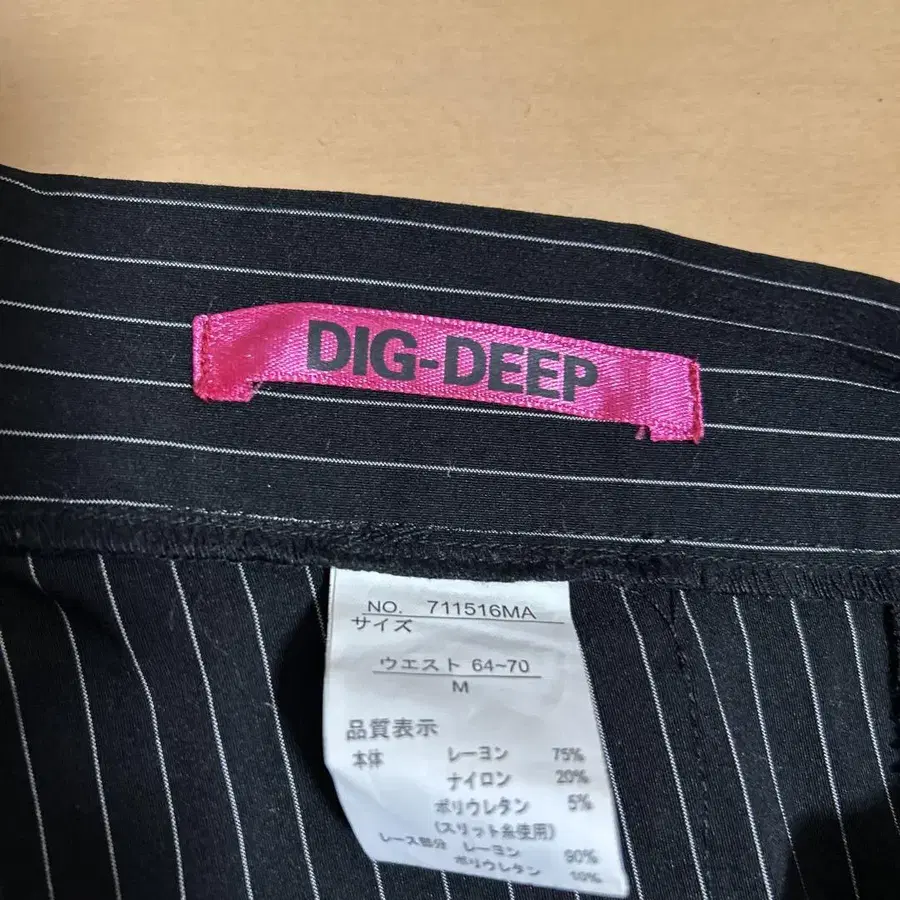 DIG-DEEP
NO. 711516MA
サイズ
ウエスト 64~70
M
品質表示
本体 レーヨン 75%
ナイロン 20%
ポリウレタン 5%
(スリット糸使用)
レース部分 レーヨン 90%
ポリウレタン 10%